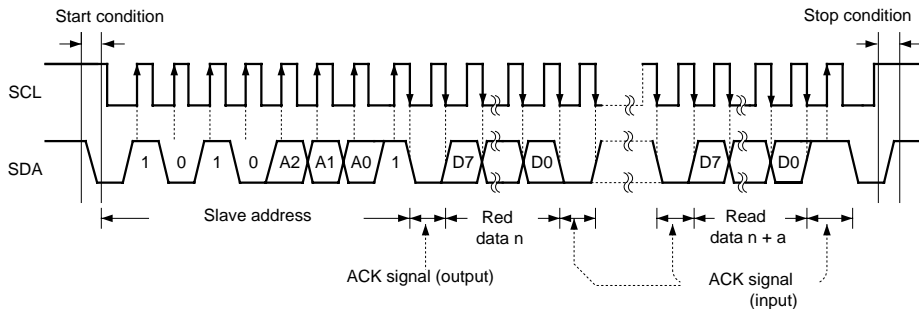 Start condition
Stop condition
SCL
SDA
1 0 1 0 A2 A1 A0 1 D7 D0 D7 D0
Slave address
Red
data n
Read
data n + a
ACK signal (output)
ACK signal
(input)